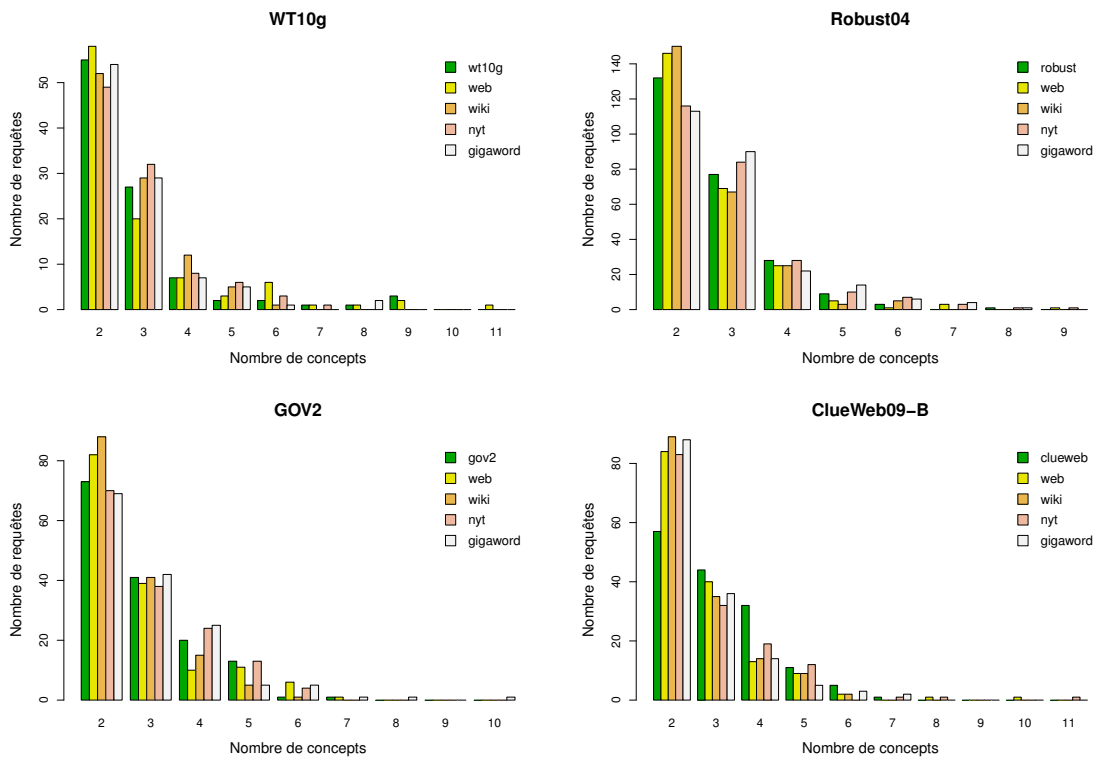 WT10g
Nombre de requêtes
0 10 20 30 40 50
wt10g
web
wiki
nyt
gigaword
2 3 4 5 6 7 8 9 10 11
Nombre de concepts
Robust04
Nombre de requêtes
0 20 40 60 80 100 120 140
robust
web
wiki
nyt
gigaword
2 3 4 5 6 7 8 9
Nombre de concepts
GOV2
Nombre de requêtes
0 20 40 60 80
gov2
web
wiki
nyt
gigaword
2 3 4 5 6 7 8 9 10
Nombre de concepts
ClueWeb09−B
Nombre de requêtes
0 20 40 60 80
clueweb
web
wiki
nyt
gigaword
2 3 4 5 6 7 8 9 10 11
Nombre de concepts